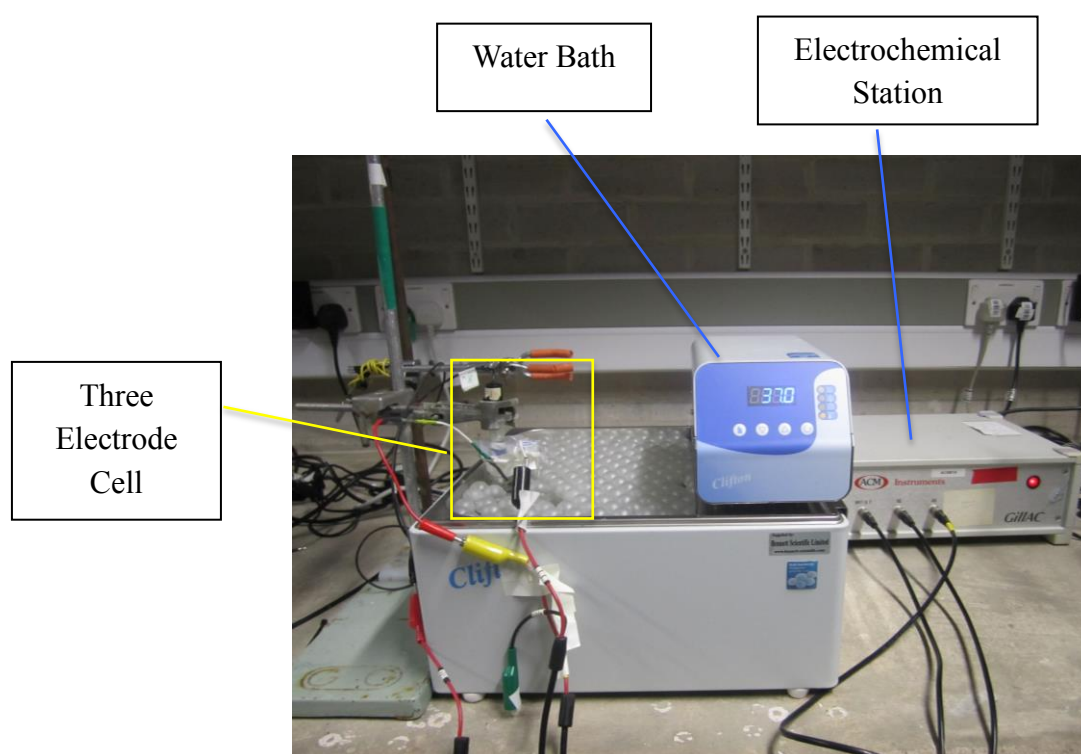 Water Bath
Electrochemical
Station
Three
Electrode
Cell
37.0
Clifton
ACM Instruments
GillAC
Clifton